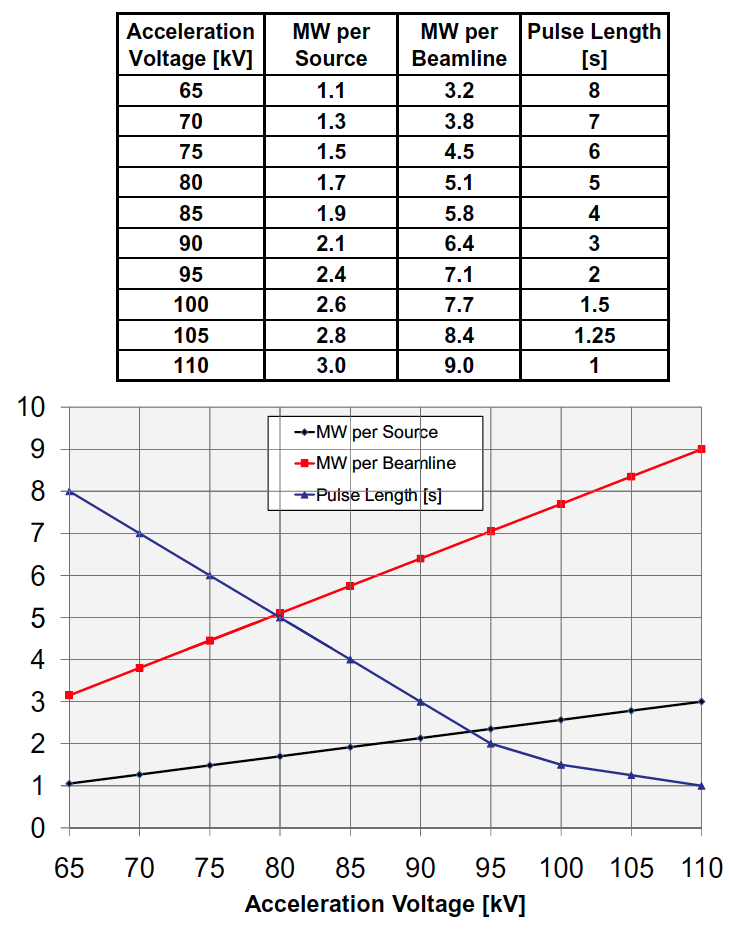 Acceleration Voltage [kV] MW per Source MW per Beamline Pulse Length [s]
65 1.1 3.2 8
70 1.3 3.8 7
75 1.5 4.5 6
80 1.7 5.1 5
85 1.9 5.8 4
90 2.1 6.4 3
95 2.4 7.1 2
100 2.6 7.7 1.5
105 2.8 8.4 1.25
110 3.0 9.0 1
10
9
8
7
6
5
4
3
2
1
0
MW per Source
MW per Beamline
Pulse Length [s]
65 70 75 80 85 90 95 100 105 110
Acceleration Voltage [kV]